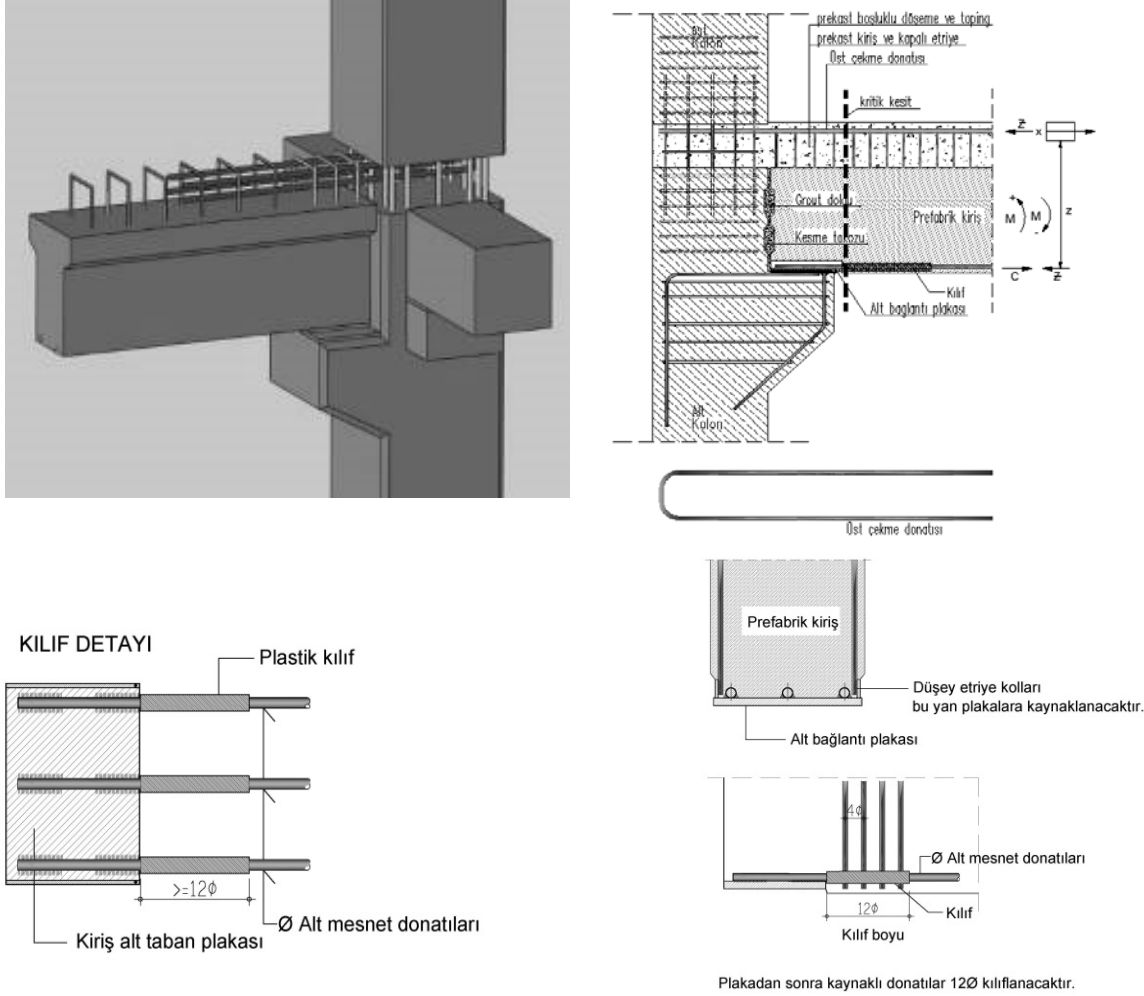 prekast boşluklu döşeme ve toping
prekast kiriş ve kapalı etriye
Üst çekme donatısı
Üst
Kolon
kritik kesit
Z
x
Grout dolgu
Prefabrik kiriş
M
M
z
Kesme takozu
C
Z
Kılıf
Alt bağlantı plakası
Alt
Kolon
Üst çekme donatısı
KILIF DETAYI
Plastik kılıf
>=12ϕ
Ø Alt mesnet donatıları
Kiriş alt taban plakası
Prefabrik kiriş
Düşey etriye kolları
bu yan plakalara kaynaklanacaktır.
Alt bağlantı plakası
4ϕ
Ø Alt mesnet donatıları
12ϕ
Kılıf
Kılıf boyu
Plakadan sonra kaynaklı donatılar 12Ø kılıflanacaktır.